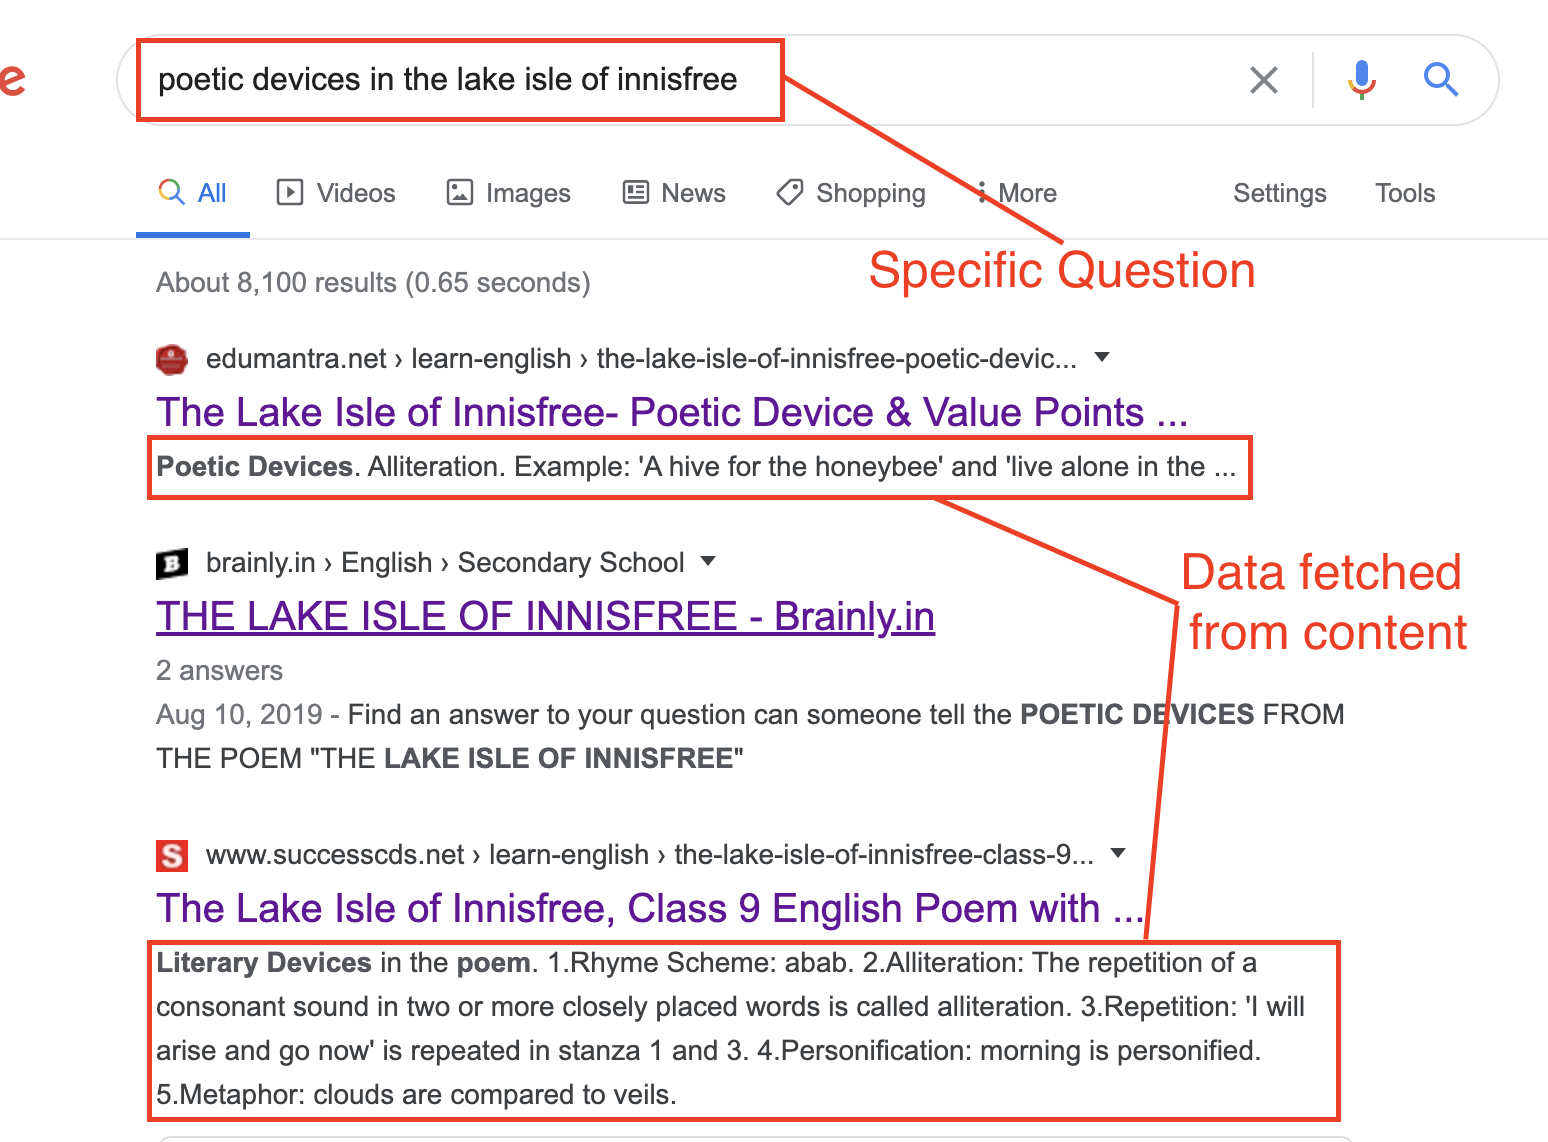 e
poetic devices in the lake isle of innisfree
All Videos Images News Shopping More Settings Tools
Specific Question
About 8,100 results (0.65 seconds)
edumantra.net › learn-english › the-lake-isle-of-innisfree-poetic-devic...
The Lake Isle of Innisfree- Poetic Device & Value Points ...
Poetic Devices. Alliteration. Example: 'A hive for the honeybee' and 'live alone in the ...
B brainly.in › English › Secondary School
THE LAKE ISLE OF INNISFREE - Brainly.in
Data fetched
from content
2 answers
Aug 10, 2019 - Find an answer to your question can someone tell the POETIC DEVICES FROM
THE POEM "THE LAKE ISLE OF INNISFREE"
S www.successcds.net › learn-english › the-lake-isle-of-innisfree-class-9...
The Lake Isle of Innisfree, Class 9 English Poem with ...
Literary Devices in the poem. 1.Rhyme Scheme: abab. 2.Alliteration: The repetition of a
consonant sound in two or more closely placed words is called alliteration. 3.Repetition: 'I will
arise and go now' is repeated in stanza 1 and 3. 4.Personification: morning is personified.
5.Metaphor: clouds are compared to veils.